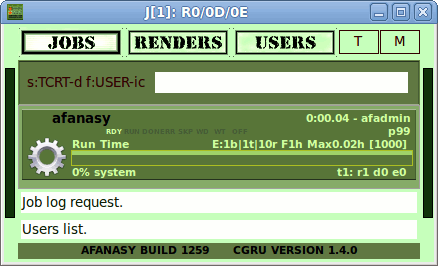 J[1]: R0/0D/0E
JOBS RENDERS USERS T M
s:TCRT-d f:USER-ic
afanasy 0:00.04 - afadmin
RDY RUN DON ERR SKP WD WT OFF p99
Run Time E:1b|1t|10r F1h Max0.02h [1000]
0% system t1: r1 d0 e0
Job log request.
Users list.
AFANASY BUILD 1259 CGRU VERSION 1.4.0